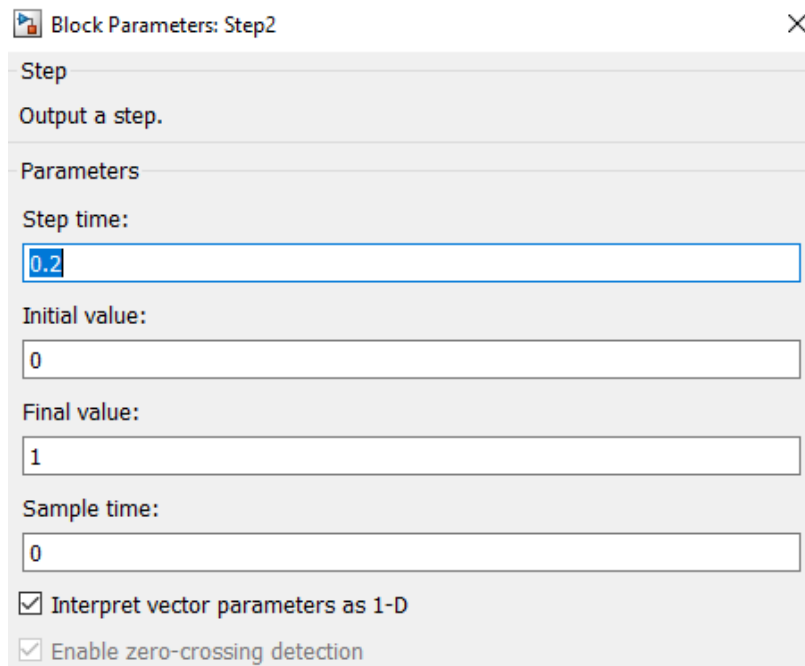 Block Parameters: Step2
Step
Output a step.
Parameters
Step time:
0.2
Initial value:
0
Final value:
1
Sample time:
0
Interpret vector parameters as 1-D
Enable zero-crossing detection